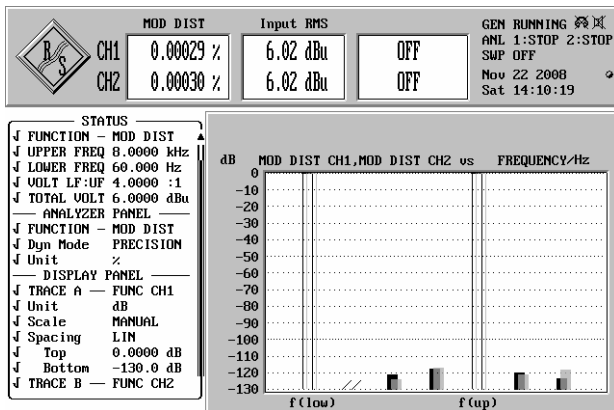 MOD DIST Input RMS GEN RUNNING
R&S CH1 0.00029 % 6.02 dBu OFF ANL 1:STOP 2:STOP
SWP OFF
CH2 0.00030 % 6.02 dBu OFF Nov 22 2008
Sat 14:10:19
STATUS
FUNCTION - MOD DIST
UPPER FREQ 8.0000 kHz
LOWER FREQ 60.000 Hz
VOLT LF:UF 4.0000 :1
TOTAL VOLT 6.0000 dBu
ANALYZER PANEL
FUNCTION - MOD DIST
Dyn Mode PRECISION
Unit %
DISPLAY PANEL
TRACE A — FUNC CH1
Unit dB
Scale MANUAL
Spacing LIN
Top 0.0000 dB
Bottom -130.0 dB
TRACE B — FUNC CH2
dB MOD DIST CH1,MOD DIST CH2 vs FREQUENCY/Hz
0
-10
-20
-30
-40
-50
-60
-70
-80
-90
-100
-110
-120
-130
f(low) f(up)